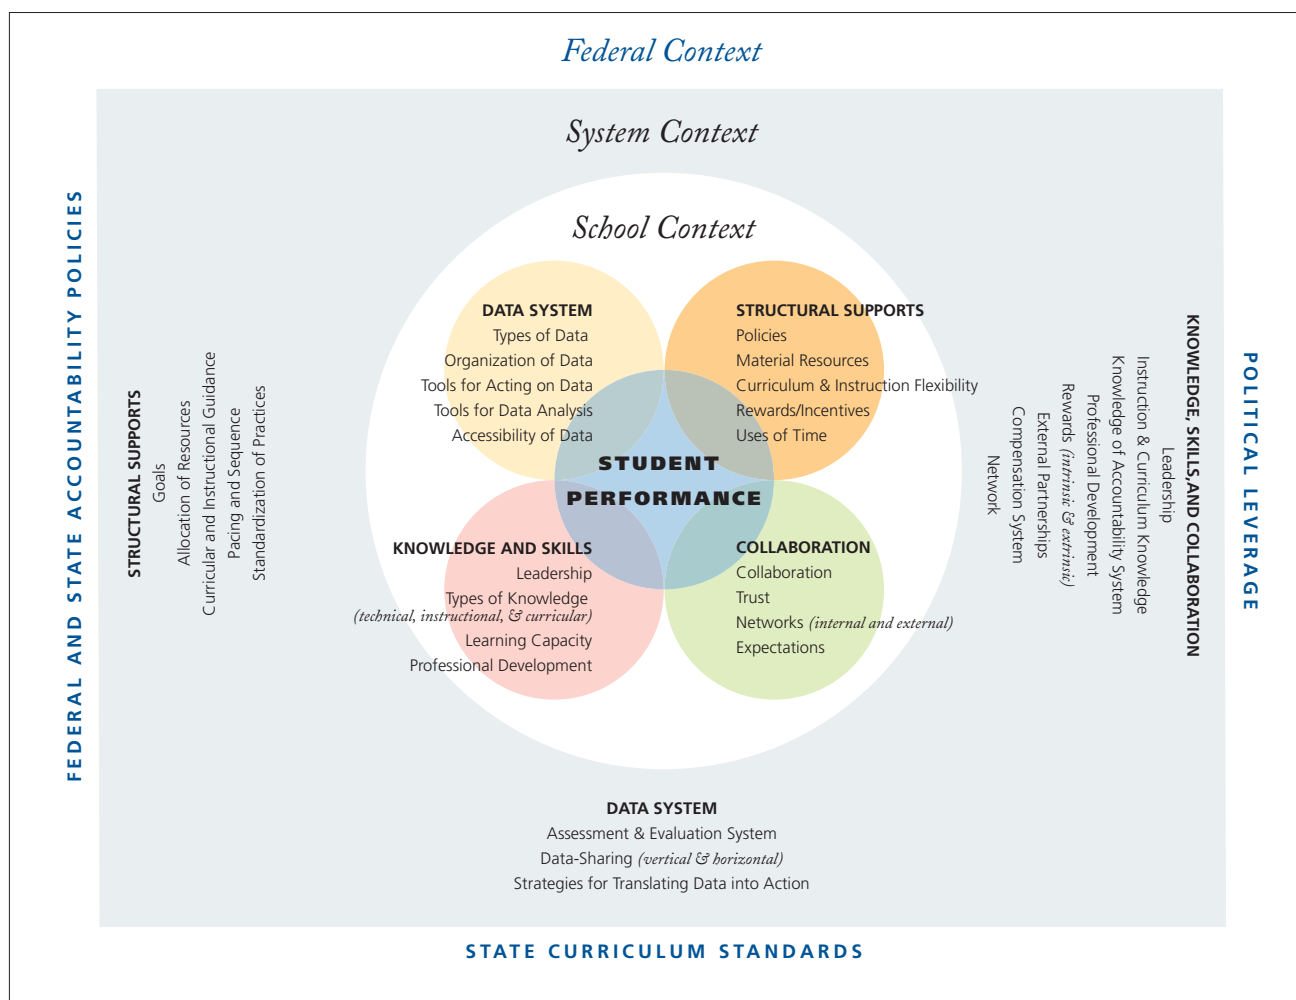 Federal Context
System Context
School Context
FEDERAL AND STATE ACCOUNTABILITY POLICIES
STRUCTURAL SUPPORTS
Goals
Allocation of Resources
Curricular and Instructional Guidance
Pacing and Sequence
Standardization of Practices
DATA SYSTEM
Types of Data
Organization of Data
Tools for Acting on Data
Tools for Data Analysis
Accessibility of Data
STRUCTURAL SUPPORTS
Policies
Material Resources
Curriculum & Instruction Flexibility
Rewards/Incentives
Uses of Time
STUDENT
PERFORMANCE
KNOWLEDGE AND SKILLS
Leadership
Types of Knowledge
(technical, instructional, & curricular)
Learning Capacity
Professional Development
COLLABORATION
Collaboration
Trust
Networks (internal and external)
Expectations
KNOWLEDGE, SKILLS,AND COLLABORATION
Leadership
Instruction & Curriculum Knowledge
Knowledge of Accountability System
Professional Development
Rewards (intrinsic & extrinsic)
External Partnerships
Compensation System
Network
POLITICAL LEVERAGE
DATA SYSTEM
Assessment & Evaluation System
Data-Sharing (vertical & horizontal)
Strategies for Translating Data into Action
STATE CURRICULUM STANDARDS